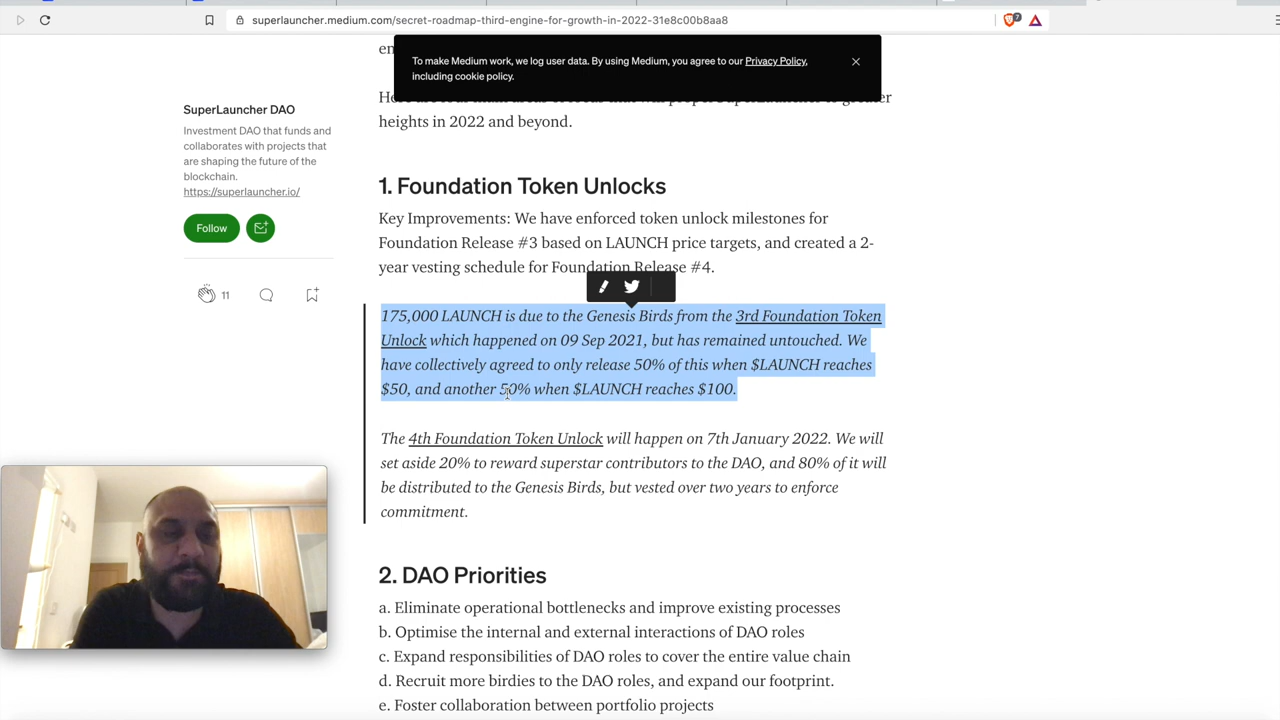 superlauncher.medium.com/secret-roadmap-third-engine-for-growth-in-2022-31e8c00b8aa8
7
To make Medium work, we log user data. By using Medium, you agree to our Privacy Policy,
including cookie policy.
heights in 2022 and beyond.
SuperLauncher DAO
Investment DAO that funds and
collaborates with projects that
are shaping the future of the
blockchain.
https://superlauncher.io/
Follow
11
1. Foundation Token Unlocks
Key Improvements: We have enforced token unlock milestones for
Foundation Release #3 based on LAUNCH price targets, and created a 2-
year vesting schedule for Foundation Release #4.
175,000 LAUNCH is due to the Genesis Birds from the 3rd Foundation Token
Unlock which happened on 09 Sep 2021, but has remained untouched. We
have collectively agreed to only release 50% of this when $LAUNCH reaches
$50, and another 50% when $LAUNCH reaches $100.
The 4th Foundation Token Unlock will happen on 7th January 2022. We will
set aside 20% to reward superstar contributors to the DAO, and 80% of it will
be distributed to the Genesis Birds, but vested over two years to enforce
commitment.
2. DAO Priorities
a. Eliminate operational bottlenecks and improve existing processes
b. Optimise the internal and external interactions of DAO roles
c. Expand responsibilities of DAO roles to cover the entire value chain
d. Recruit more birdies to the DAO roles, and expand our footprint.
e. Foster collaboration between portfolio projects